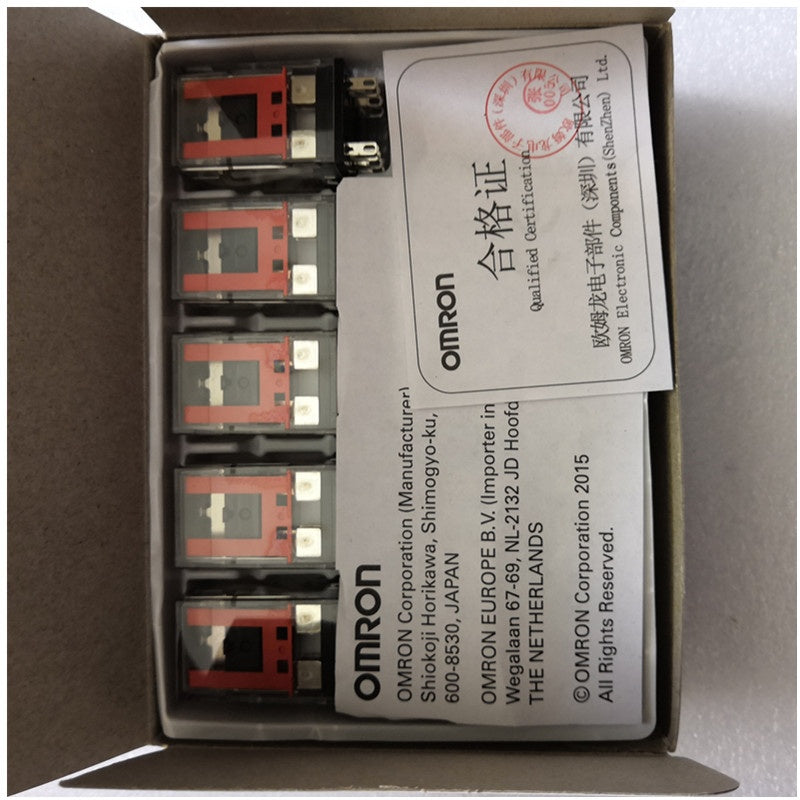 OMRON
合格证
Qualified Certification
欧姆龙电子部件（深圳）有限公司
OMRON Electronic Components(ShenZhen) Ltd.
张
005
OMRON
OMRON Corporation (Manufacturer)
Shiokoji Horikawa, Shimogyo-ku,
600-8530, JAPAN
OMRON EUROPE B.V. (Importer in
Wegalaan 67-69, NL-2132 JD Hoofd
THE NETHERLANDS
© OMRON Corporation 2015
All Rights Reserved.